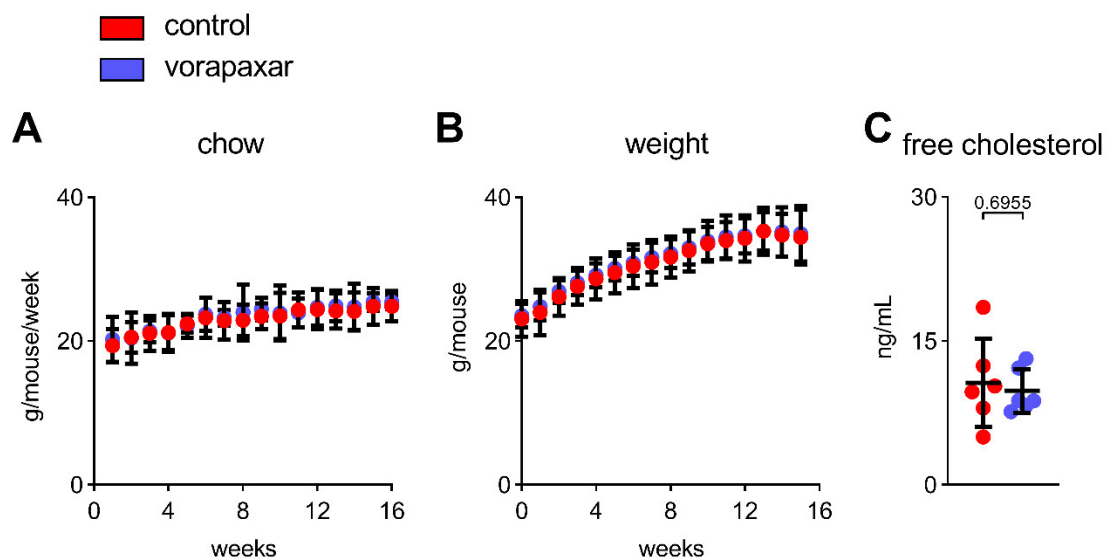 control
vorapaxar
A
chow
40
20
0
g/mouse/week
0 4 8 12 16
weeks
B
weight
40
20
0
g/mouse
0 4 8 12 16
weeks
C
free cholesterol
30
15
0
ng/mL
0.6955